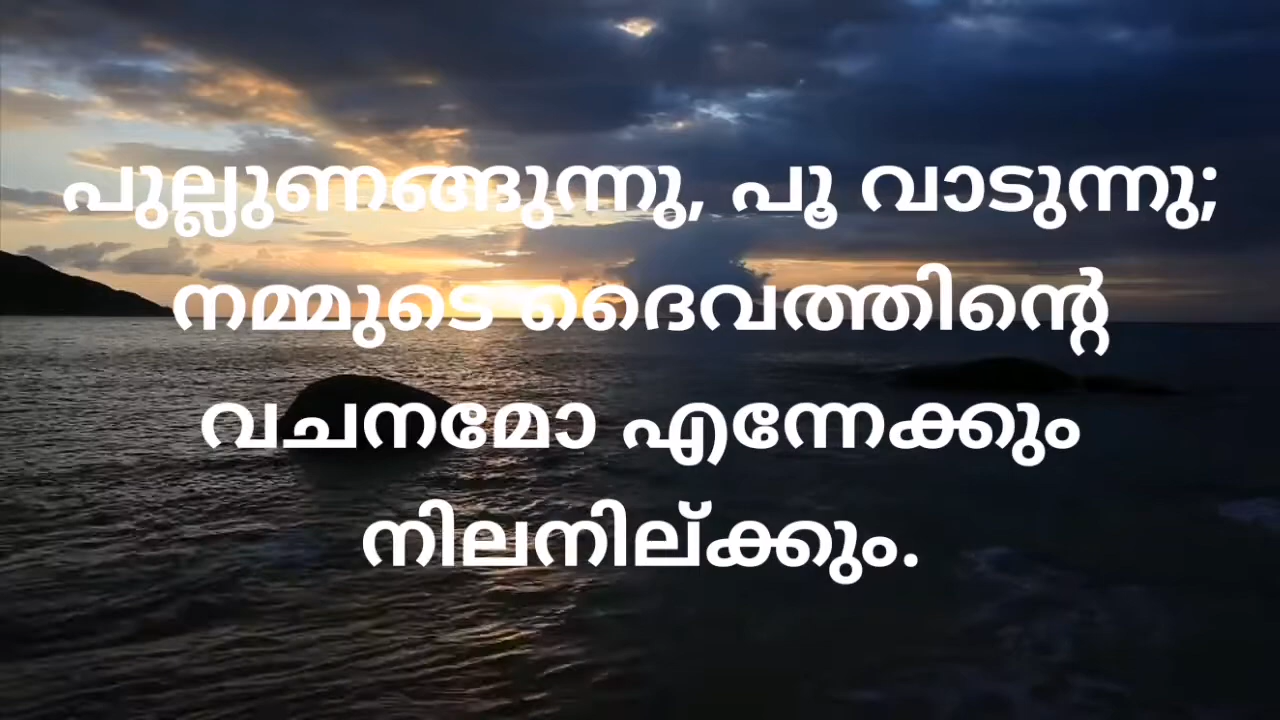 പുല്ലുണങ്ങുന്നു, പൂ വാടുന്നു;
നമ്മുടെ ദൈവത്തിന്റെ
വചനമോ എന്നേക്കും
നിലനില്ക്കും.